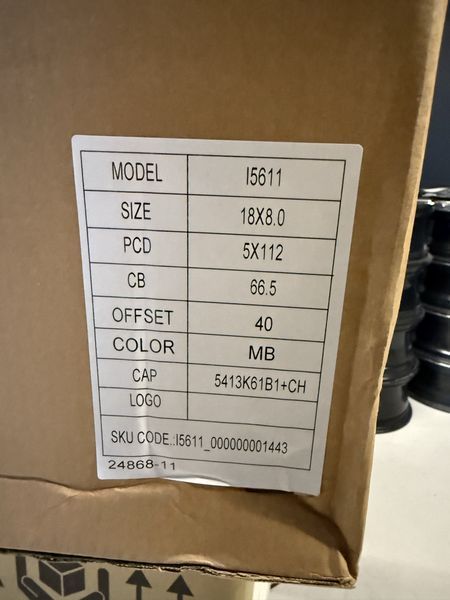 MODEL I5611
SIZE 18X8.0
PCD 5X112
CB 66.5
OFFSET 40
COLOR MB
CAP 5413K61B1+CH
LOGO
SKU CODE.:I5611_000000001443
24868-11